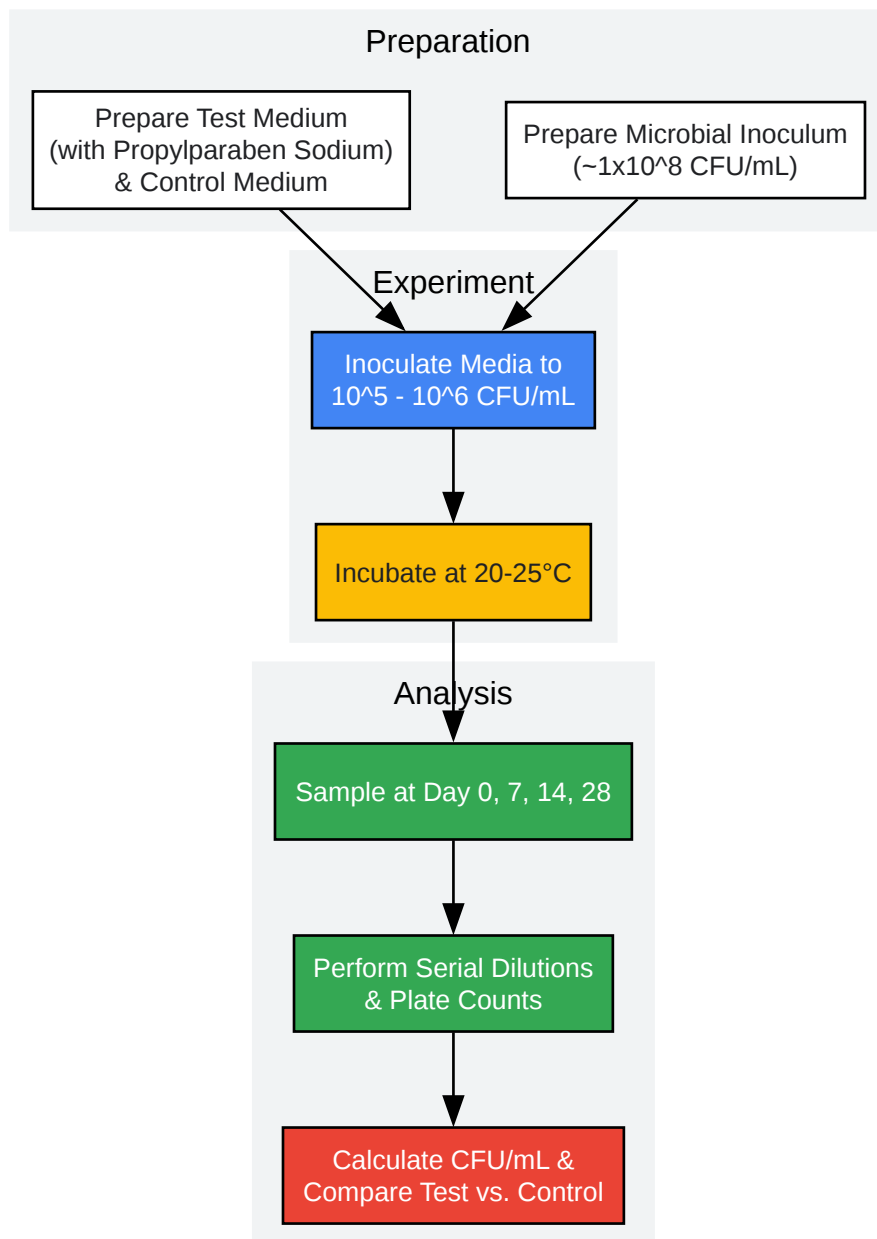 Preparation
Prepare Test Medium
(with Propylparaben Sodium)
& Control Medium
Prepare Microbial Inoculum
(~1x10^8 CFU/mL)
Experiment
Inoculate Media to
10^5 - 10^6 CFU/mL
Incubate at 20-25°C
Analysis
Sample at Day 0, 7, 14, 28
Perform Serial Dilutions
& Plate Counts
Calculate CFU/mL &
Compare Test vs. Control